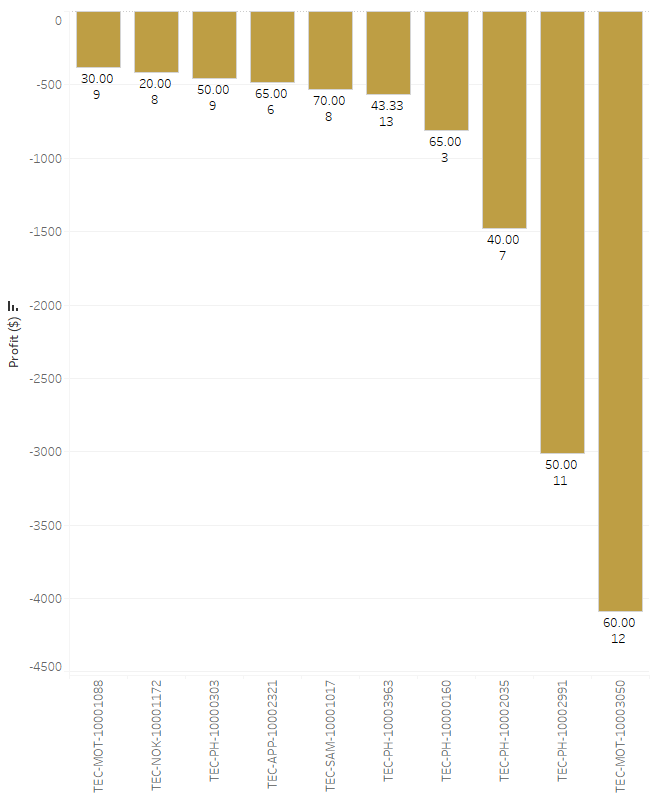 0
-500
-1000
-1500
-2000
-2500
-3000
-3500
-4000
-4500
Profit ($)
30.00
9
20.00
8
50.00
9
65.00
6
70.00
8
43.33
13
65.00
3
40.00
7
50.00
11
60.00
12
TEC-MOT-10001088
TEC-NOK-10001172
TEC-PH-10000303
TEC-APP-10002321
TEC-SAM-10001017
TEC-PH-10003963
TEC-PH-10000160
TEC-PH-10002035
TEC-PH-10002991
TEC-MOT-10003050